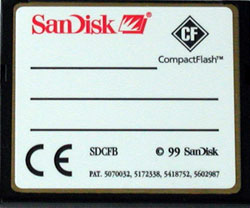 SanDisk®
CF
CompactFlash™
CE SDCFB © 99 SanDisk
PAT. 5070032, 5172338, 5418752, 5602987